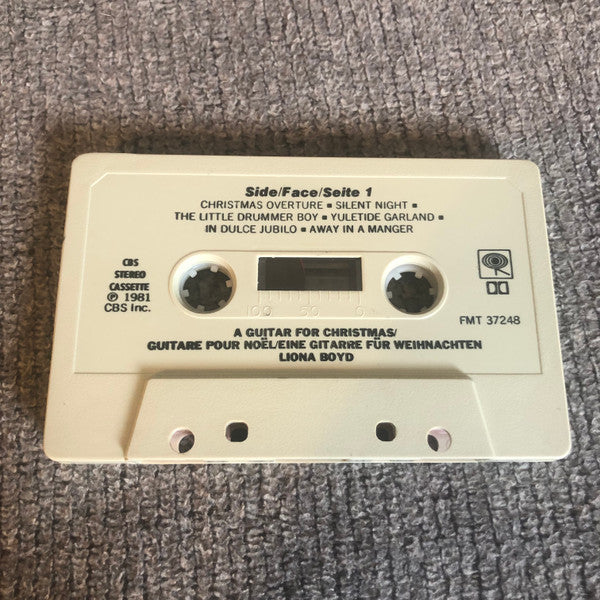 Side/Face/Seite 1
CHRISTMAS OVERTURE ▪ SILENT NIGHT ▪
THE LITTLE DRUMMER BOY ▪ YULETIDE GARLAND ▪
IN DULCE JUBILO ▪ AWAY IN A MANGER
CBS
STEREO
CASSETTE
℗ 1981
CBS Inc.
100 50 0
FMT 37248
A GUITAR FOR CHRISTMAS/
GUITARE POUR NOËL/EINE GITARRE FÜR WEIHNACHTEN
LIONA BOYD